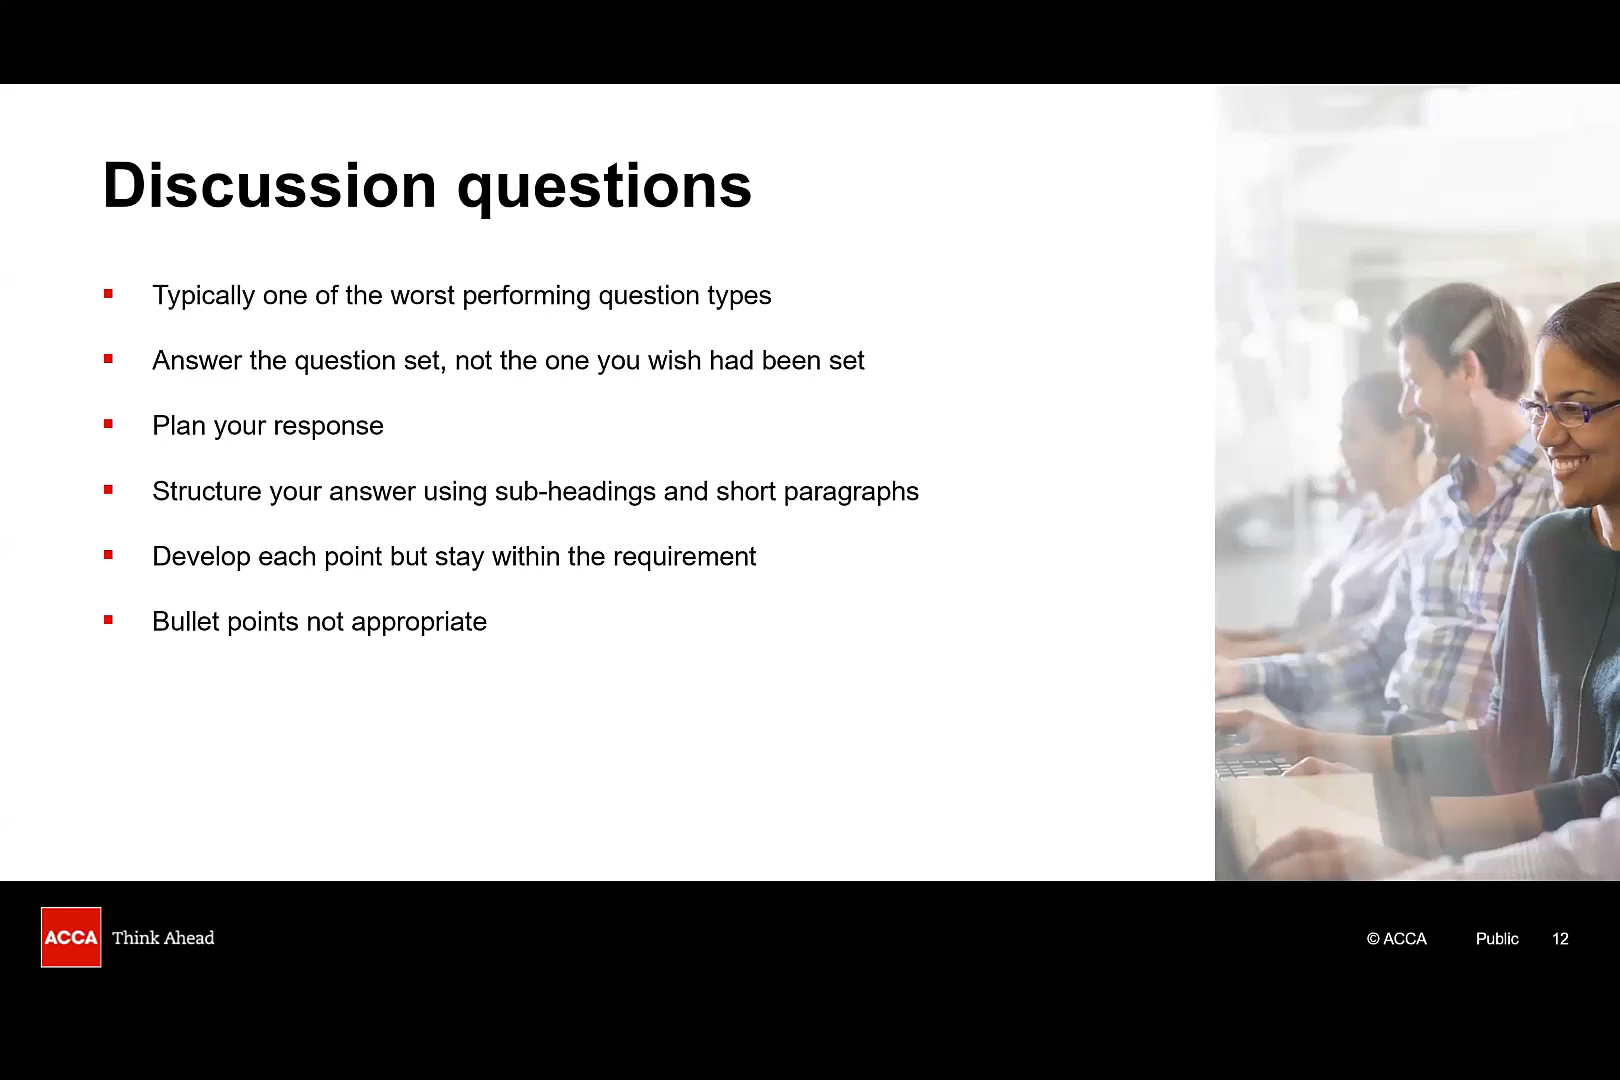 Discussion questions
Typically one of the worst performing question types
Answer the question set, not the one you wish had been set
Plan your response
Structure your answer using sub-headings and short paragraphs
Develop each point but stay within the requirement
Bullet points not appropriate
ACCA Think Ahead
© ACCA Public 12